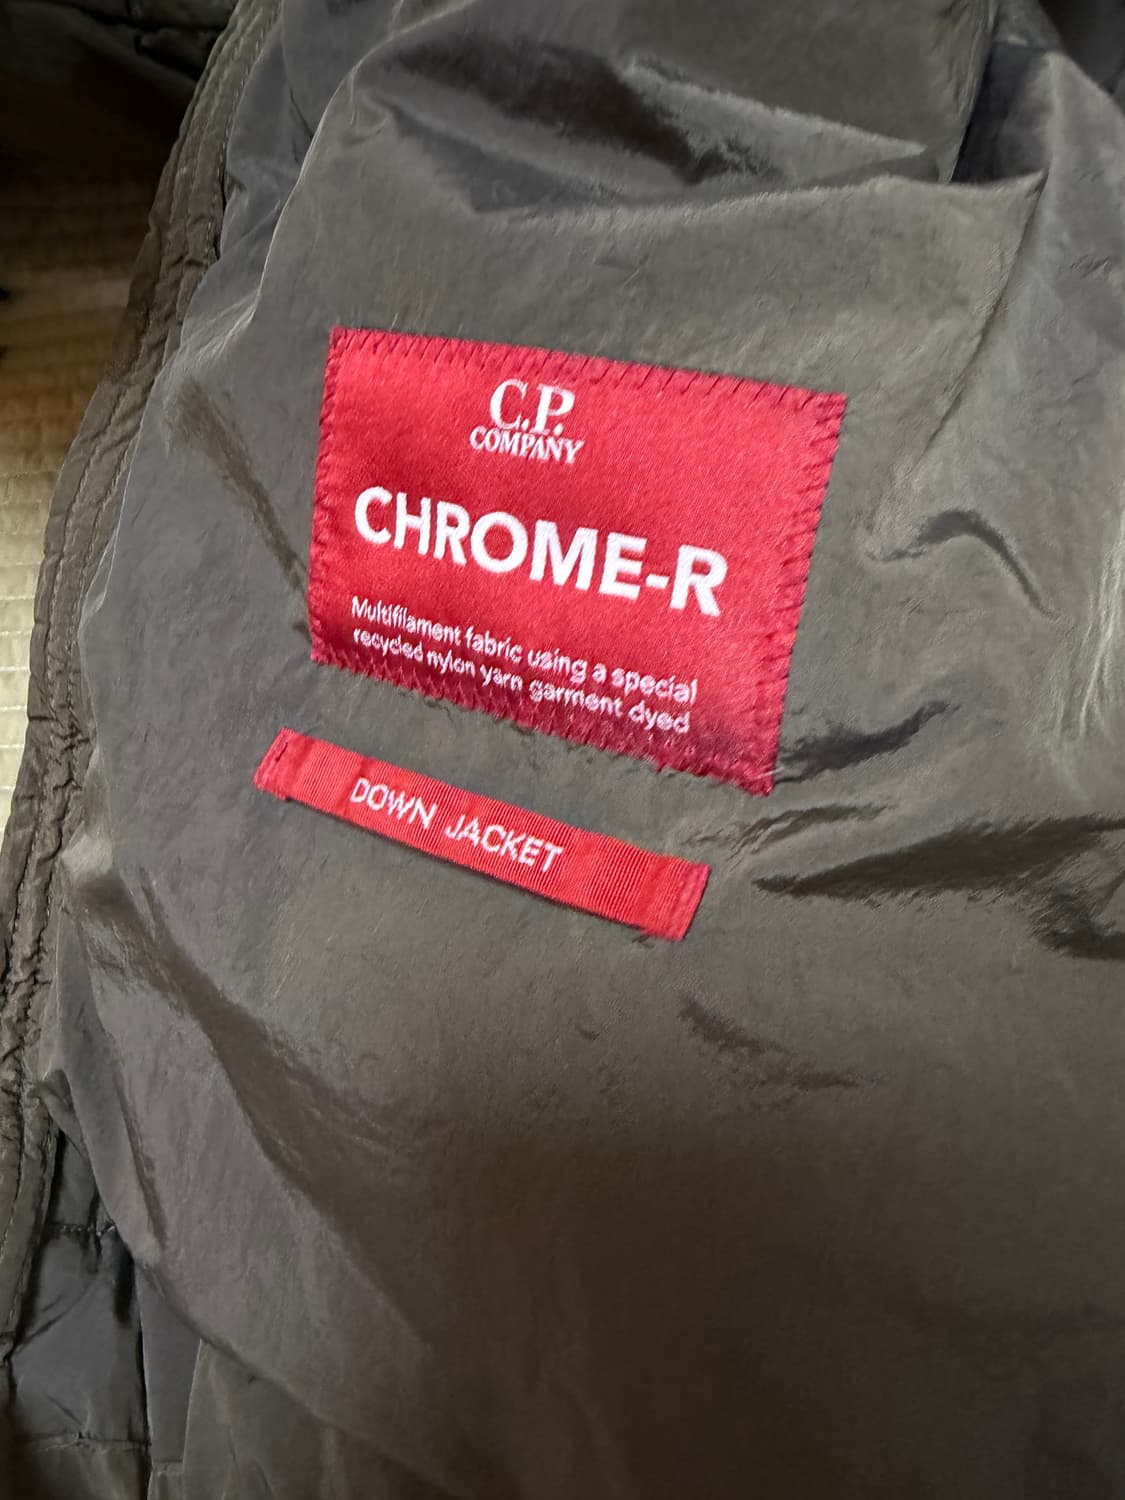 C.P.
COMPANY
CHROME-R
Multifilament fabric using a special
recycled nylon yarn garment dyed
DOWN JACKET